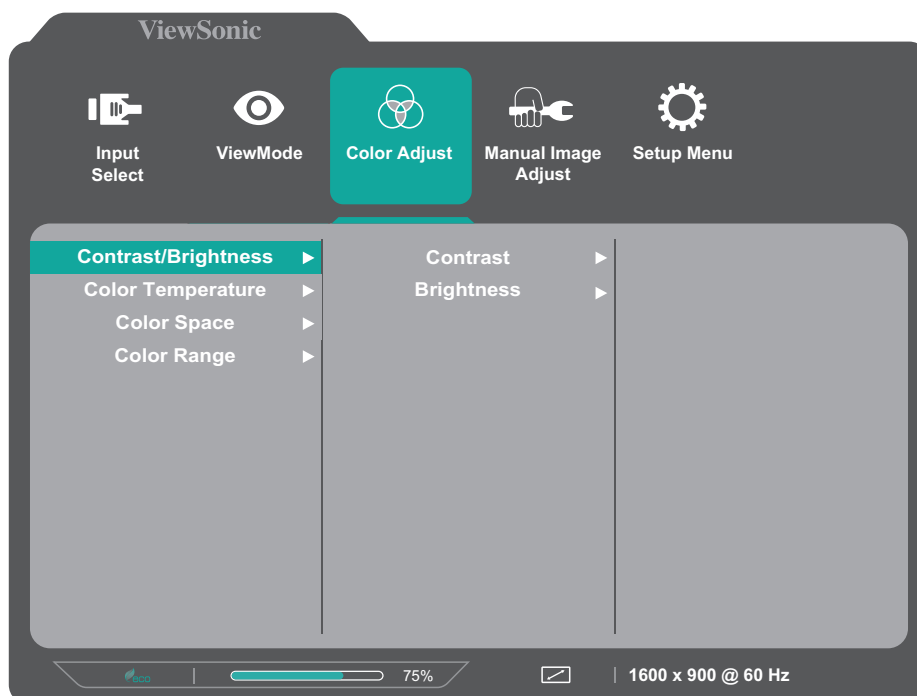 ViewSonic
Input
Select
ViewMode
Color Adjust
Manual Image
Adjust
Setup Menu
Contrast/Brightness
Color Temperature
Color Space
Color Range
Contrast
Brightness
eco
75%
1600 x 900 @ 60 Hz